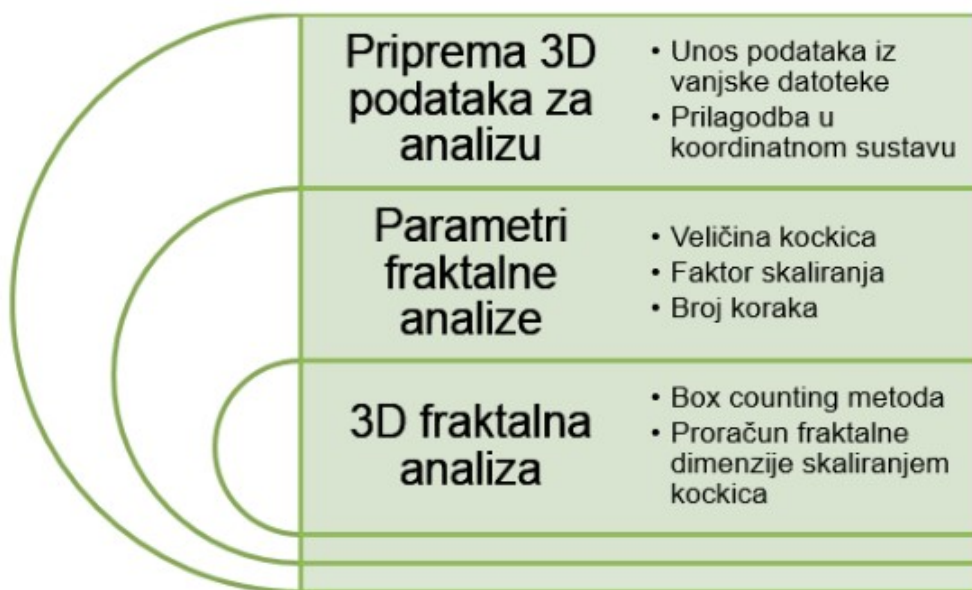 Priprema 3D
podataka za
analizu
• Unos podataka iz
vanjske datoteke
• Prilagodba u
koordinatnom sustavu
Parametri
fraktalne
analize
• Veličina kockica
• Faktor skaliranja
• Broj koraka
3D fraktalna
analiza
• Box counting metoda
• Proračun fraktalne
dimenzije skaliranjem
kockica